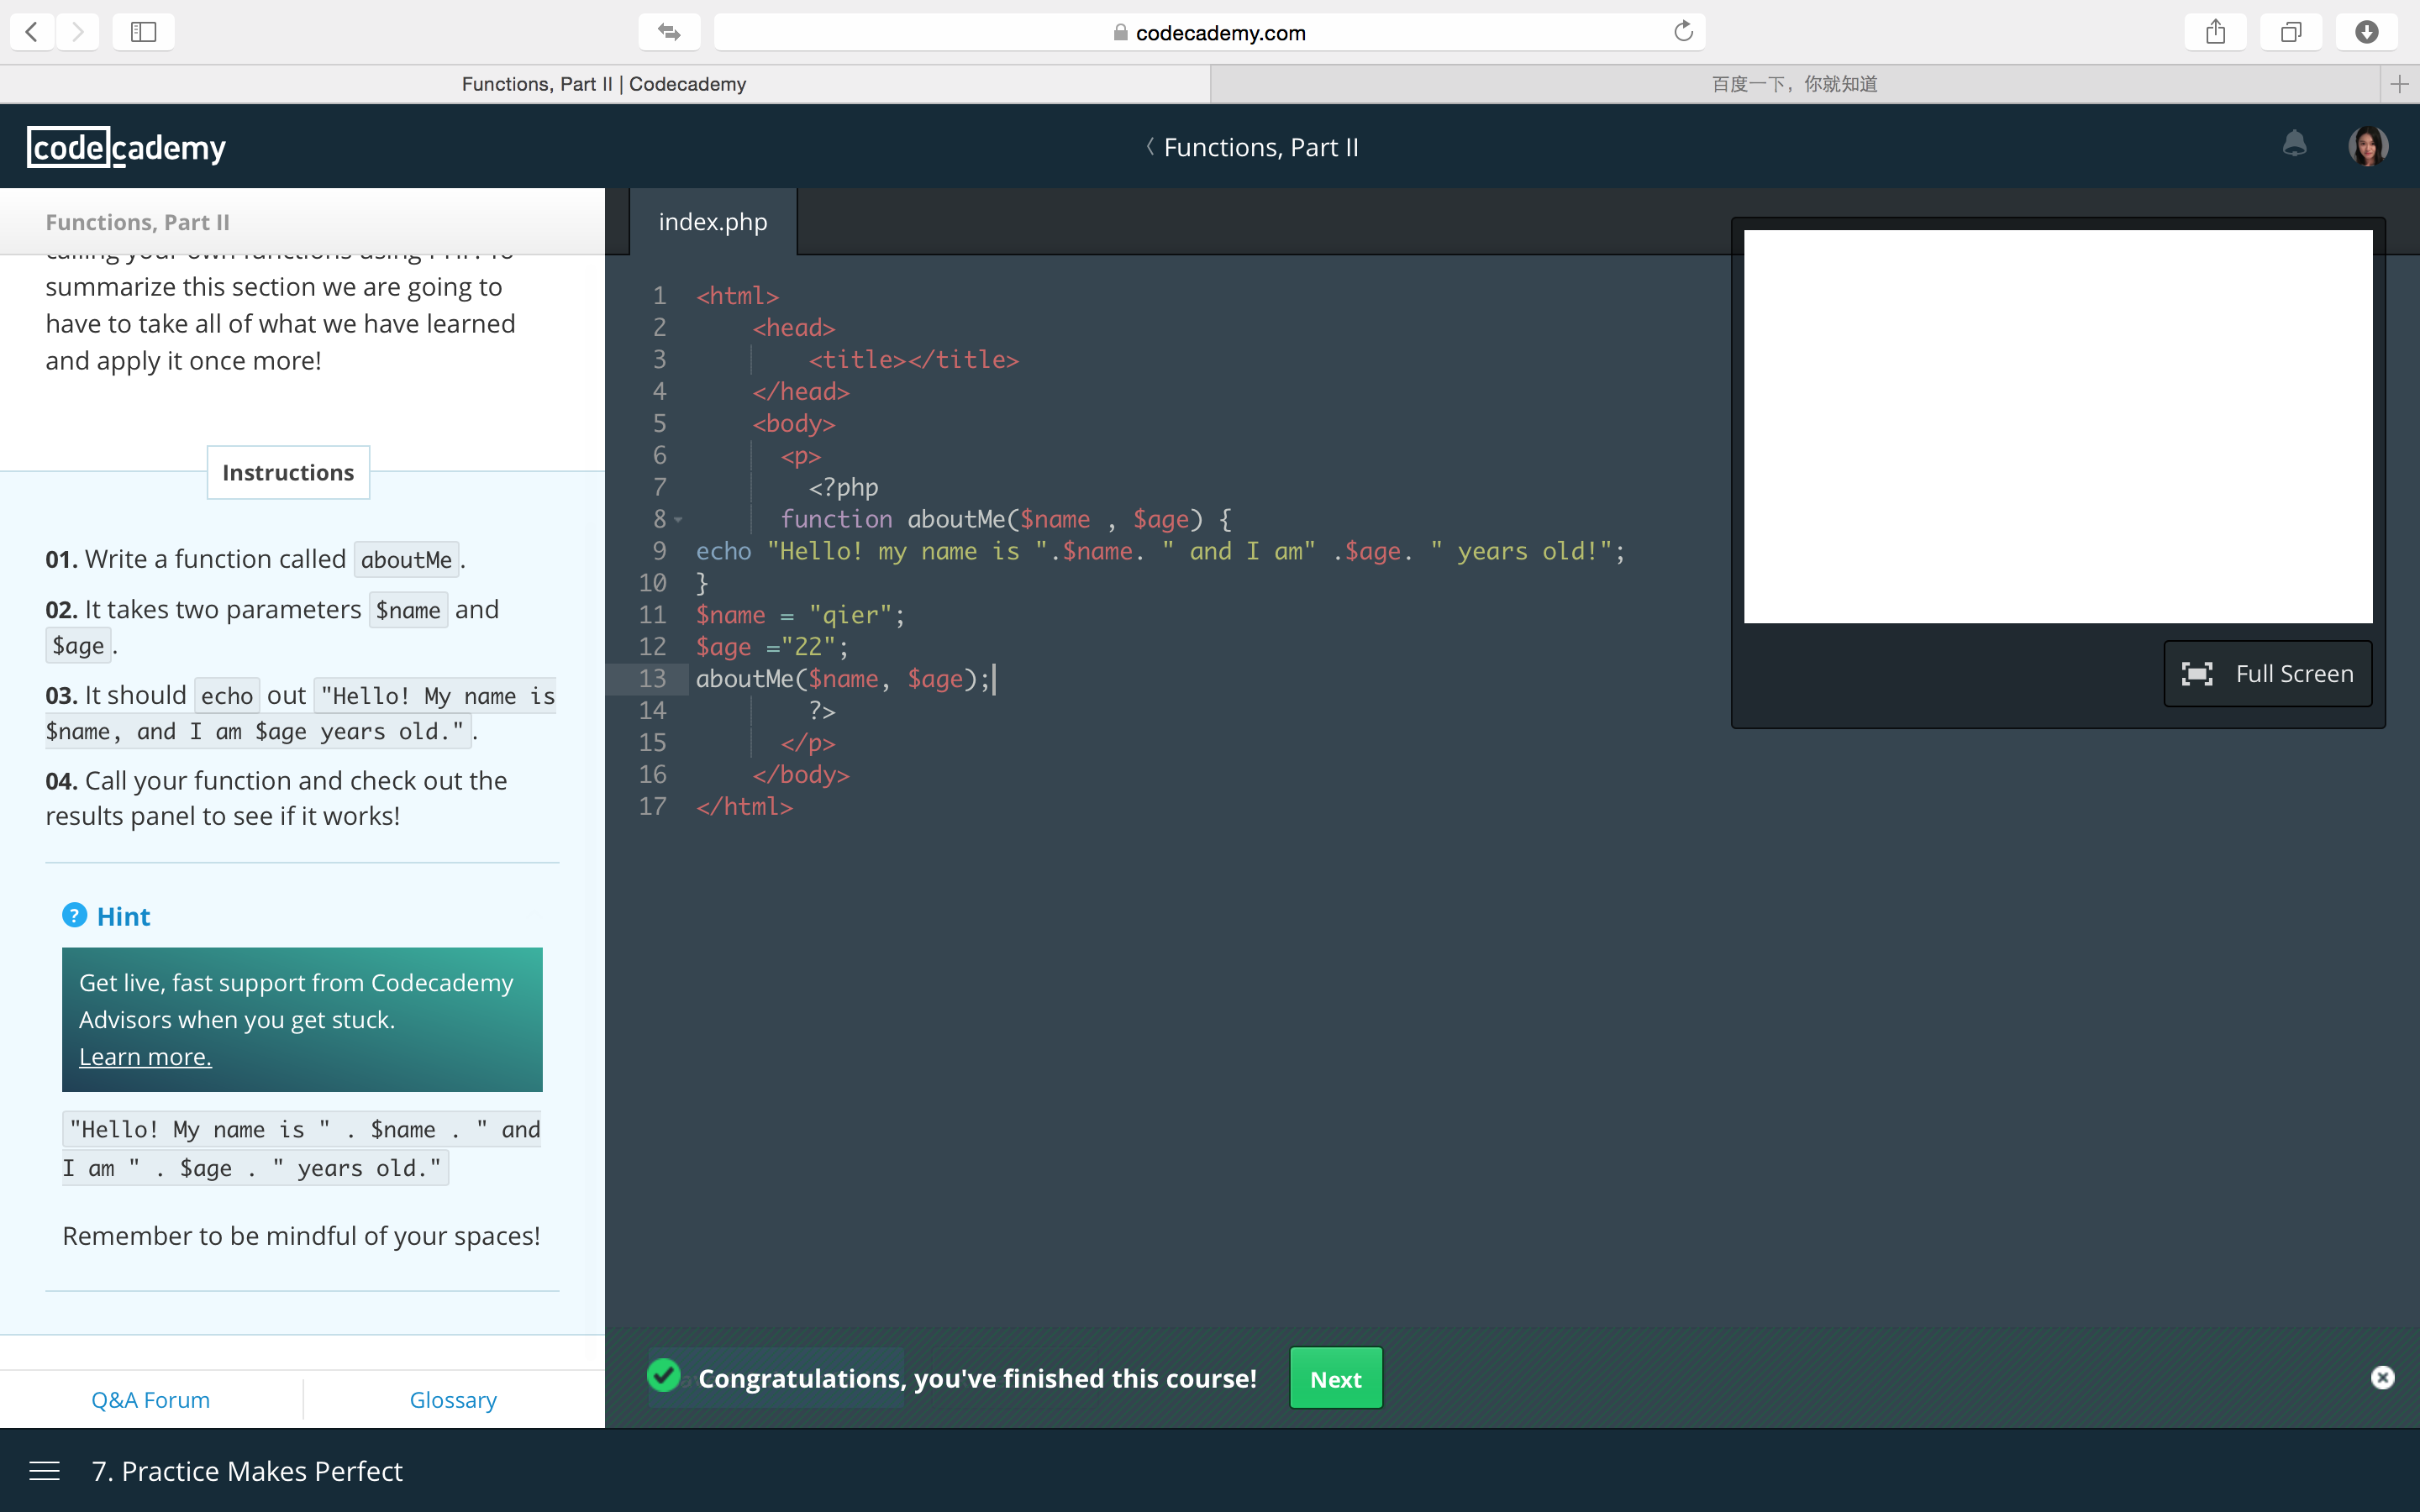 codecademy.com
Functions, Part II | Codecademy
百度一下，你就知道
codecademy
Functions, Part II
Functions, Part II
calling your own functions using PHP. To
summarize this section we are going to
have to take all of what we have learned
and apply it once more!
Instructions
01. Write a function called aboutMe.
02. It takes two parameters $name and
$age.
03. It should echo out "Hello! My name is
$name, and I am $age years old.".
04. Call your function and check out the
results panel to see if it works!
? Hint
Get live, fast support from Codecademy
Advisors when you get stuck.
Learn more.
"Hello! My name is " . $name . " and
I am " . $age . " years old."
Remember to be mindful of your spaces!
Q&A Forum
Glossary
index.php
1 <html>
2 <head>
3 <title></title>
4 </head>
5 <body>
6 <p>
7 <?php
8 function aboutMe($name , $age) {
9 echo "Hello! my name is ".$name. " and I am" .$age. " years old!";
10 }
11 $name = "qier";
12 $age ="22";
13 aboutMe($name, $age);
14 ?>
15 </p>
16 </body>
17 </html>
Full Screen
Congratulations, you've finished this course!
Next
7. Practice Makes Perfect